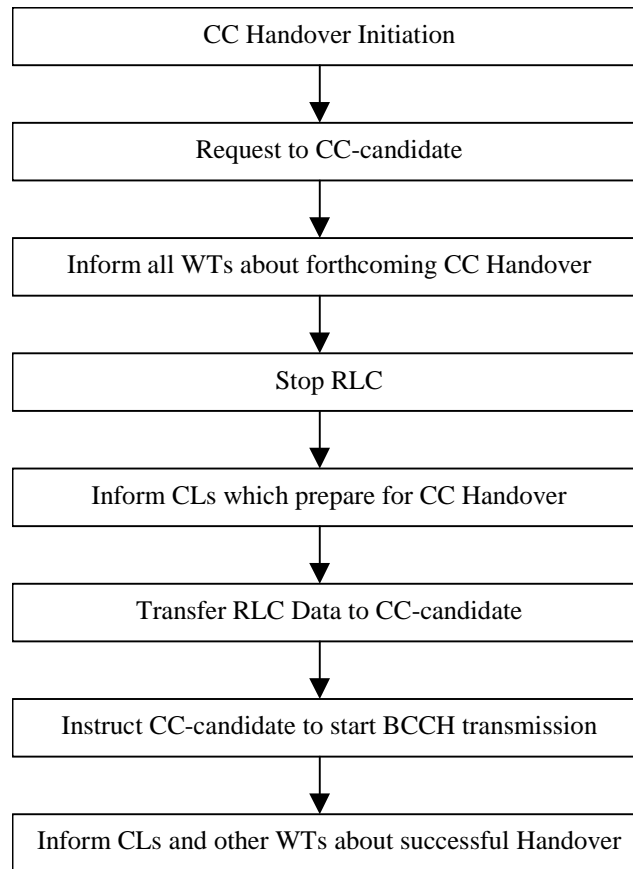 CC Handover Initiation
Request to CC-candidate
Inform all WTs about forthcoming CC Handover
Stop RLC
Inform CLs which prepare for CC Handover
Transfer RLC Data to CC-candidate
Instruct CC-candidate to start BCCH transmission
Inform CLs and other WTs about successful Handover